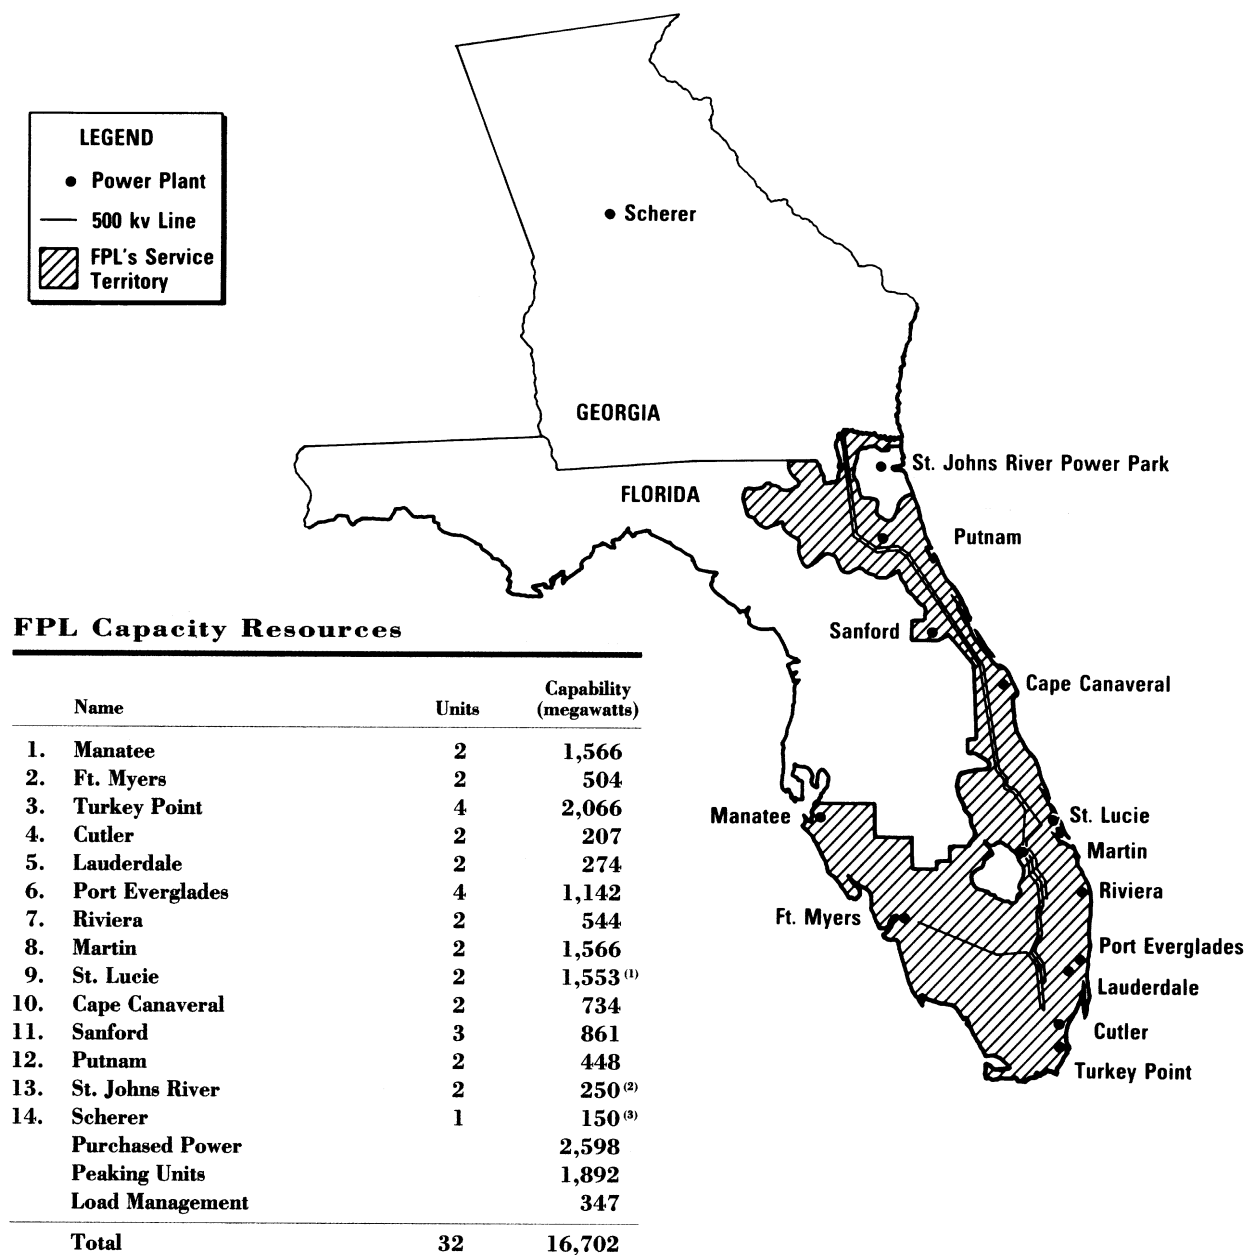 LEGEND
Power Plant
500 kv Line
FPL's Service
Territory
Scherer
GEORGIA
St. Johns River Power Park
FLORIDA
Putnam
Sanford
Cape Canaveral
Manatee
St. Lucie
Martin
Riviera
Ft. Myers
Port Everglades
Lauderdale
Cutler
Turkey Point
FPL Capacity Resources
Name Units Capability (megawatts)
1. Manatee 2 1,566
2. Ft. Myers 2 504
3. Turkey Point 4 2,066
4. Cutler 2 207
5. Lauderdale 2 274
6. Port Everglades 4 1,142
7. Riviera 2 544
8. Martin 2 1,566
9. St. Lucie 2 1,553 (1)
10. Cape Canaveral 2 734
11. Sanford 3 861
12. Putnam 2 448
13. St. Johns River 2 250 (2)
14. Scherer 1 150 (3)
Purchased Power 2,598
Peaking Units 1,892
Load Management 347
Total 32 16,702